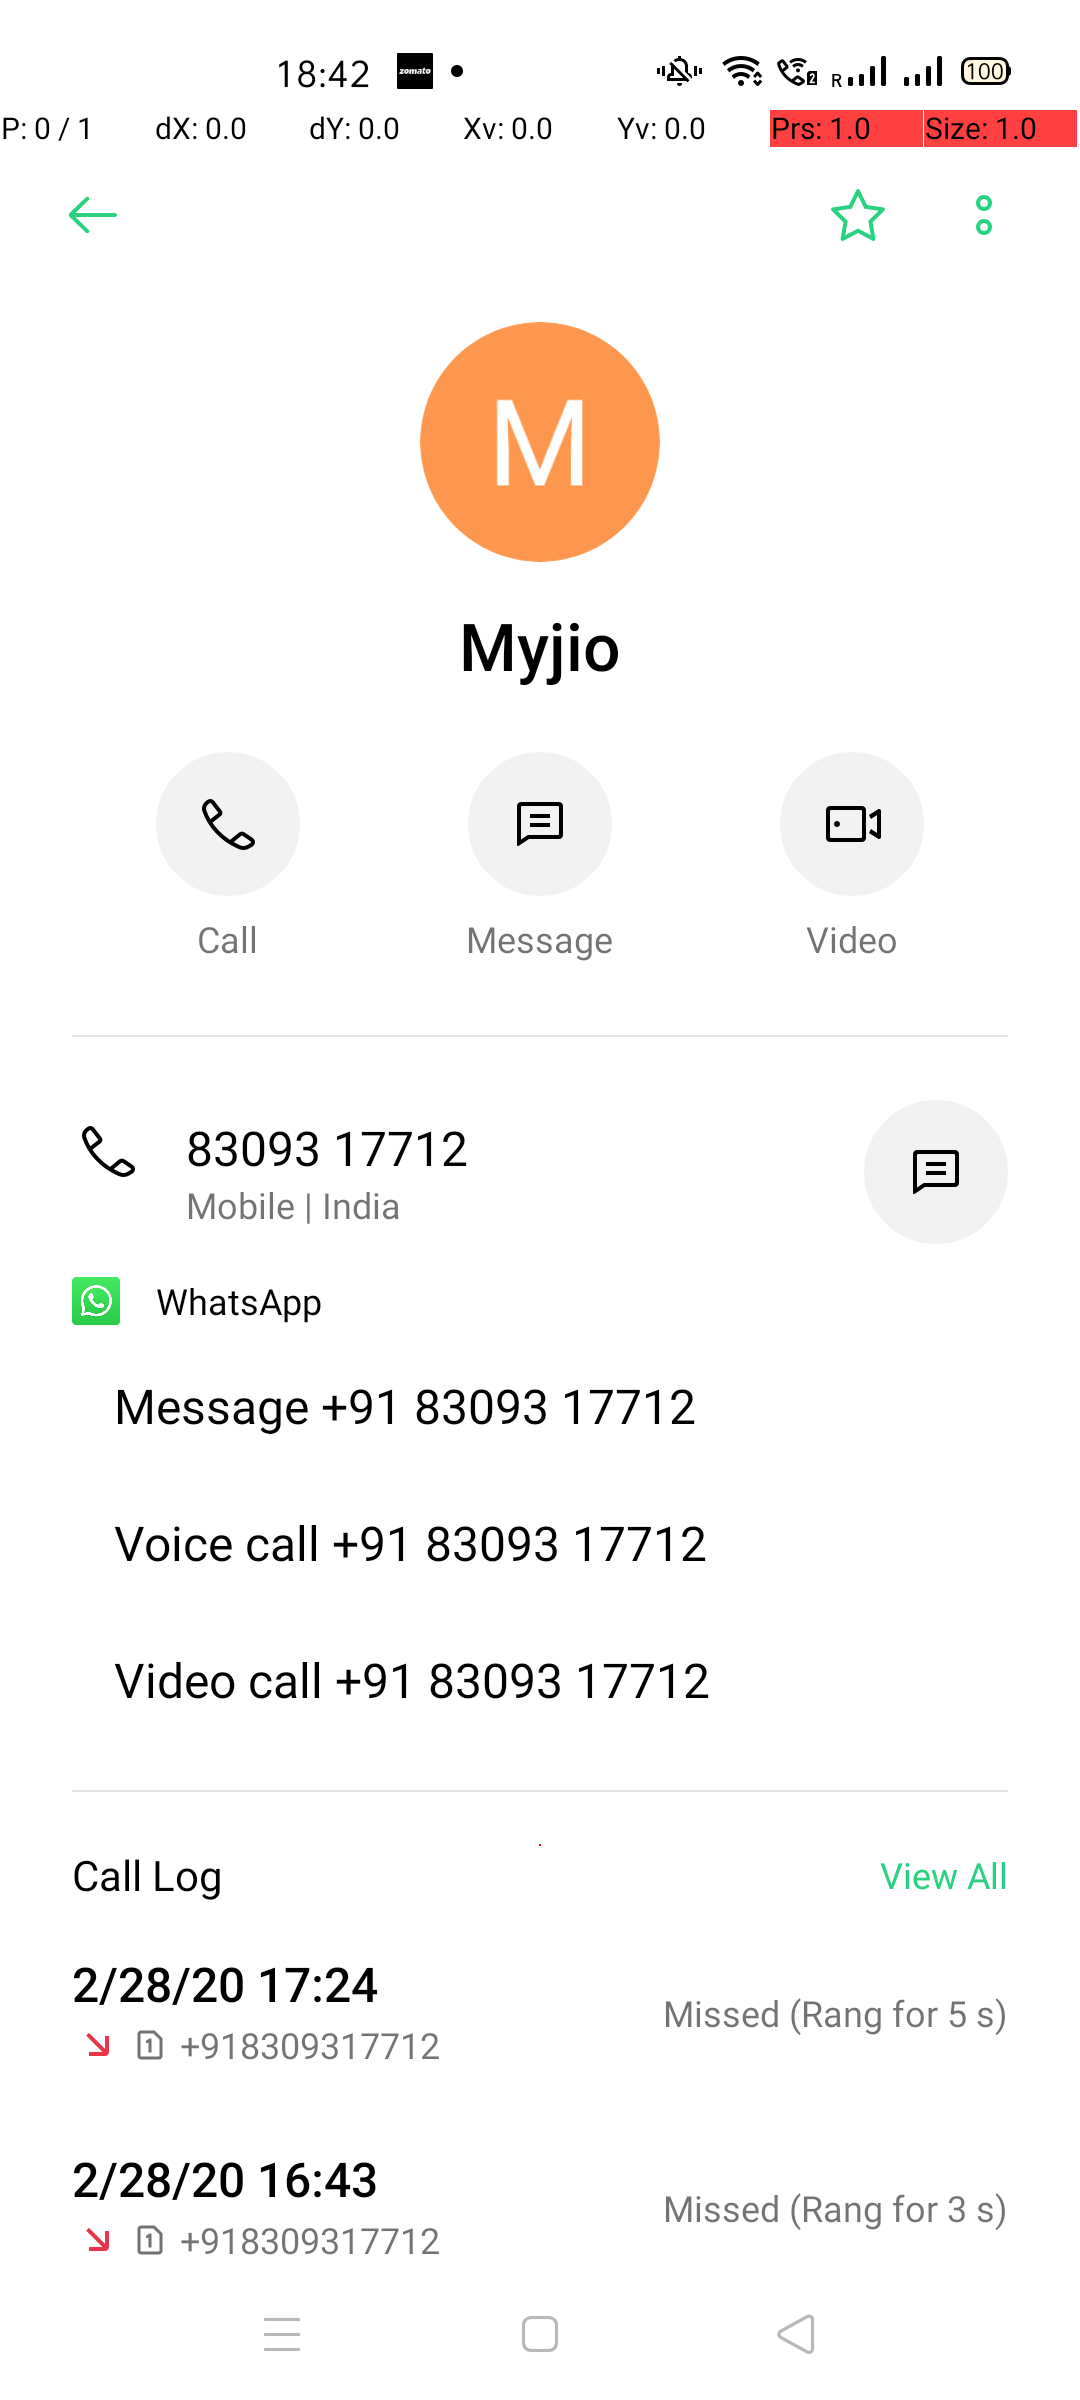 18:42 zomato R 2 100
P: 0 / 1 dX: 0.0 dY: 0.0 Xv: 0.0 Yv: 0.0 Prs: 1.0 Size: 1.0
M
Myjio
Call Message Video
83093 17712
Mobile | India
WhatsApp
Message +91 83093 17712
Voice call +91 83093 17712
Video call +91 83093 17712
Call Log View All
2/28/20 17:24
Missed (Rang for 5 s)
1 +918309317712
2/28/20 16:43
Missed (Rang for 3 s)
1 +918309317712